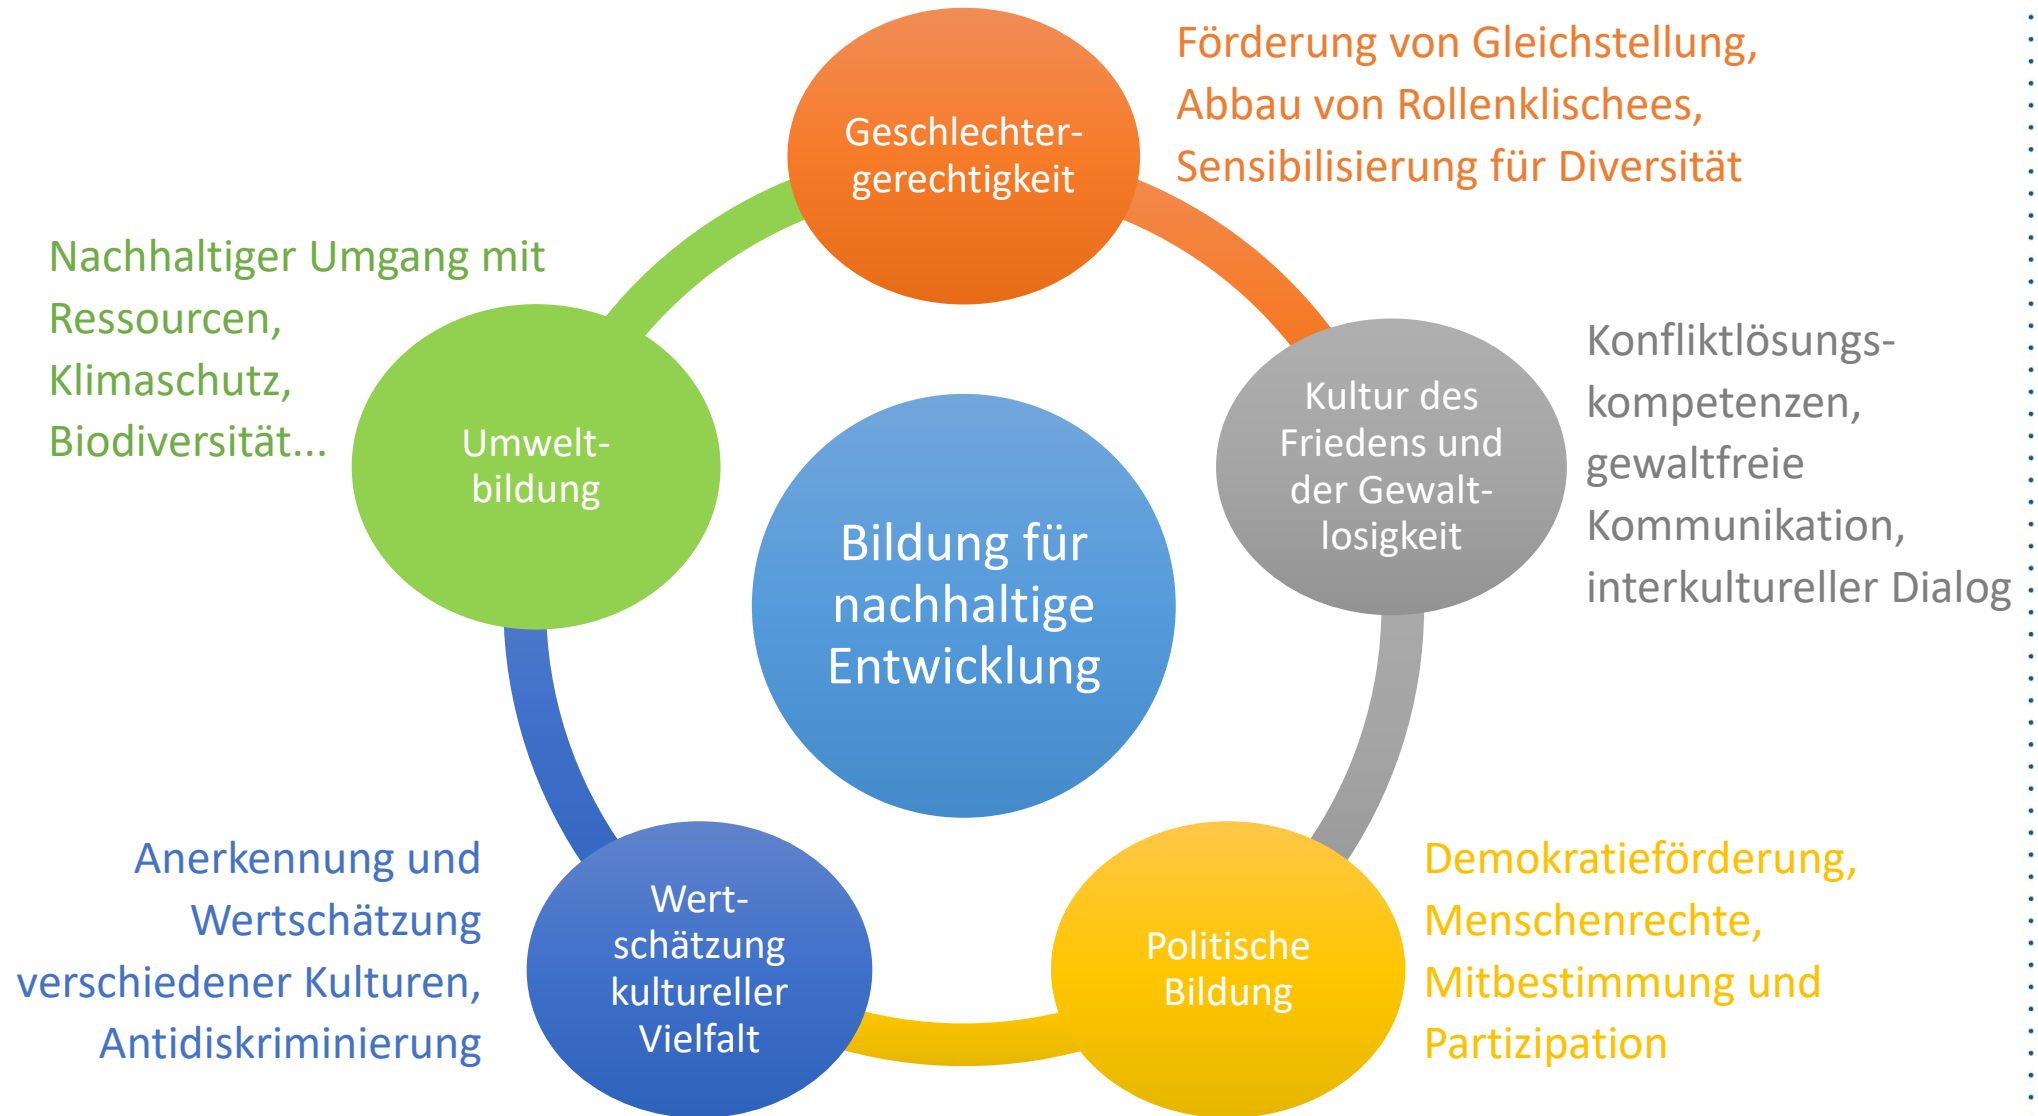 Geschlechter-
gerechtigkeit
Förderung von Gleichstellung,
Abbau von Rollenklischees,
Sensibilisierung für Diversität
Kultur des
Friedens und
der Gewalt-
losigkeit
Konfliktlösungs-
kompetenzen,
gewaltfreie
Kommunikation,
interkultureller Dialog
Politische
Bildung
Demokratieförderung,
Menschenrechte,
Mitbestimmung und
Partizipation
Wert-
schätzung
kultureller
Vielfalt
Anerkennung und
Wertschätzung
verschiedener Kulturen,
Antidiskriminierung
Umwelt-
bildung
Nachhaltiger Umgang mit
Ressourcen,
Klimaschutz,
Biodiversität...
Bildung für
nachhaltige
Entwicklung